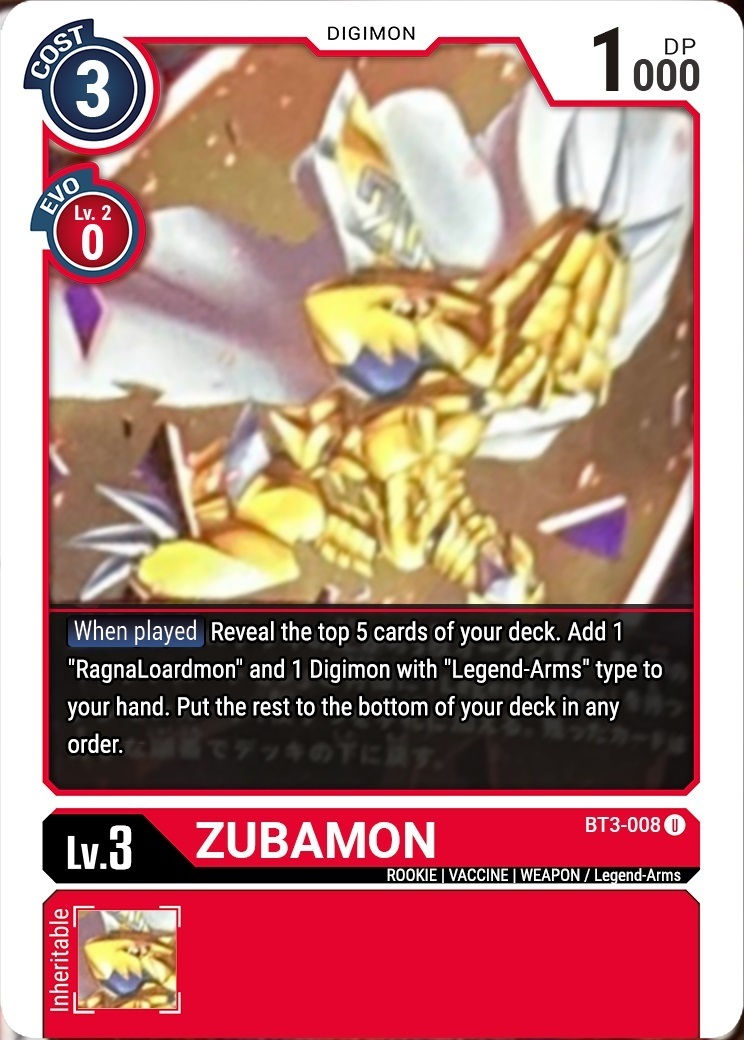 DIGIMON
COST
3
DP
1000
EVO
Lv. 2
0
When played Reveal the top 5 cards of your deck. Add 1
"RagnaLoardmon" and 1 Digimon with "Legend-Arms" type to
your hand. Put the rest to the bottom of your deck in any
order.
BT3-008 U
Lv.3 ZUBAMON
ROOKIE | VACCINE | WEAPON / Legend-Arms
Inheritable